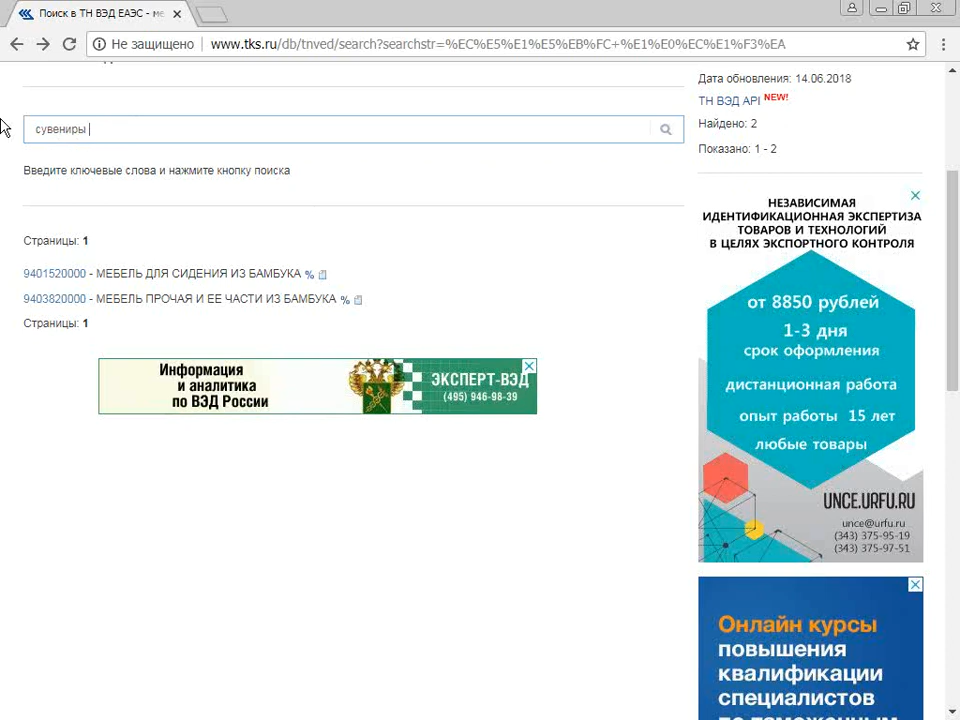 Поиск в ТН ВЭД ЕАЭС - ме
Не защищено
www.tks.ru/db/tnved/search?searchstr=%EC%E5%E1%E5%EB%FC+%E1%E0%EC%E1%F3%EA
сувениры
Введите ключевые слова и нажмите кнопку поиска
Страницы: 1
9401520000 - МЕБЕЛЬ ДЛЯ СИДЕНИЯ ИЗ БАМБУКА %
9403820000 - МЕБЕЛЬ ПРОЧАЯ И ЕЕ ЧАСТИ ИЗ БАМБУКА %
Страницы: 1
Информация
и аналитика
по ВЭД России
ЭКСПЕРТ-ВЭД
(495) 946-98-39
Дата обновления: 14.06.2018
ТН ВЭД API NEW!
Найдено: 2
Показано: 1 - 2
НЕЗАВИСИМАЯ
ИДЕНТИФИКАЦИОННАЯ ЭКСПЕРТИЗА
ТОВАРОВ И ТЕХНОЛОГИЙ
В ЦЕЛЯХ ЭКСПОРТНОГО КОНТРОЛЯ
от 8850 рублей
1-3 дня
срок оформления
дистанционная работа
опыт работы 15 лет
любые товары
UNCE.URFU.RU
unce@urfu.ru
(343) 375-95-19
(343) 375-97-51
Онлайн курсы
повышения
квалификации
специалистов
по таможенным